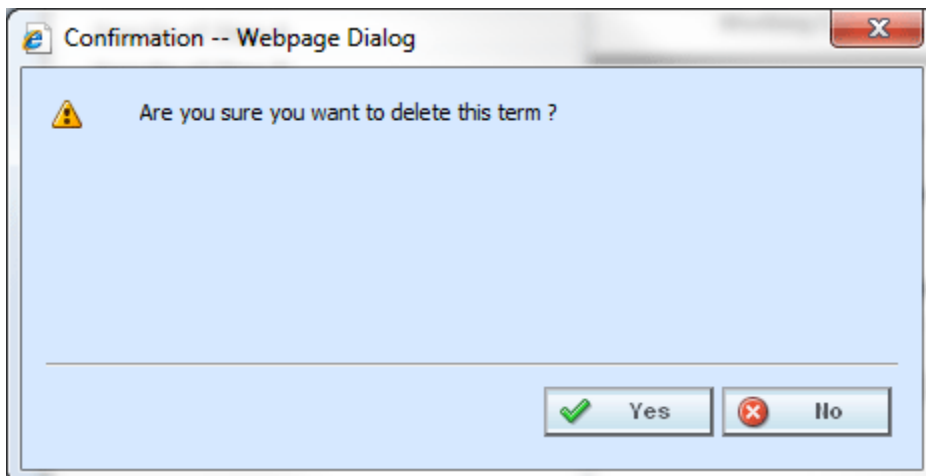 Confirmation -- Webpage Dialog
Are you sure you want to delete this term ?
Yes
No